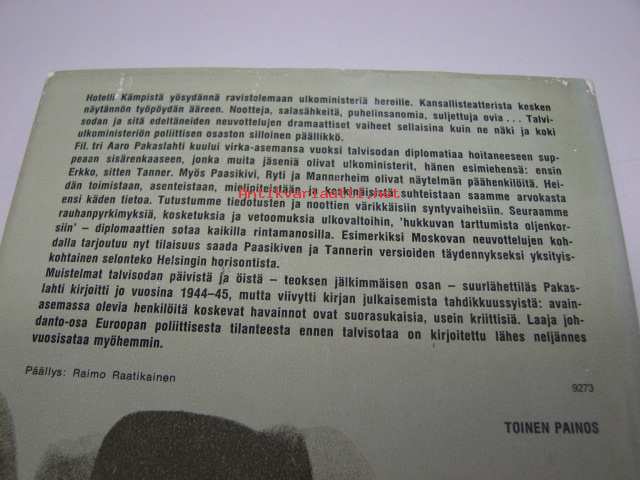 Hotelli Kämpistä yösydännä ravistolemaan ulkoministeriä hereille. Kansallisteatterista kesken
näytännön työpöydän ääreen. Nootteja, salasähkeitä, puhelinsanomia, suljettuja ovia . . . Talvi-
sodan ja sitä edeltäneiden neuvottelujen dramaattiset vaiheet sellaisina kuin ne näki ja koki
ulkoministeriön poliittisen osaston silloinen päällikkö.
Fil. tri Aaro Pakaslahti kuului virka-asemansa vuoksi talvisodan diplomatiaa hoitaneeseen sup-
peaan sisärenkaaseen, jonka muita jäseniä olivat ulkoministerit, hänen esimiehensä: ensin
Erkko, sitten Tanner. Myös Paasikivi, Ryti ja Mannerheim olivat näytelmän päähenkilöitä. Hei-
dän toimistaan, asenteistaan, mielipiteistään ja keskinäisistä suhteistaan saamme arvokasta
ensi käden tietoa. Tutustumme tiedotusten ja noottien värikkäisiin syntyvaiheisiin. Seuraamme
rauhanpyrkimyksiä, kosketuksia ja vetoomuksia ulkovaltoihin, 'hukkuvan tarttumista oljenkor-
siin' – diplomaattien sotaa kaikilla rintamanosilla. Esimerkiksi Moskovan neuvottelujen koh-
dalla tarjoutuu nyt tilaisuus saada Paasikiven ja Tannerin versioiden täydennykseksi yksityis-
kohtainen selonteko Helsingin horisontista.
Muistelmat talvisodan päivistä ja öistä – teoksen jälkimmäisen osan – suurlähettiläs Pakas-
lahti kirjoitti jo vuosina 1944–45, mutta viivytti kirjan julkaisemista tahdikkuussyistä: avain-
asemassa olevia henkilöitä koskevat havainnot ovat suorasukaisia, usein kriittisiä. Laaja joh-
danto-osa Euroopan poliittisesta tilanteesta ennen talvisotaa on kirjoitettu lähes neljännes
vuosisataa myöhemmin.
Päällys: Raimo Raatikainen
9273
TOINEN PAINOS
antikvariaatti.net